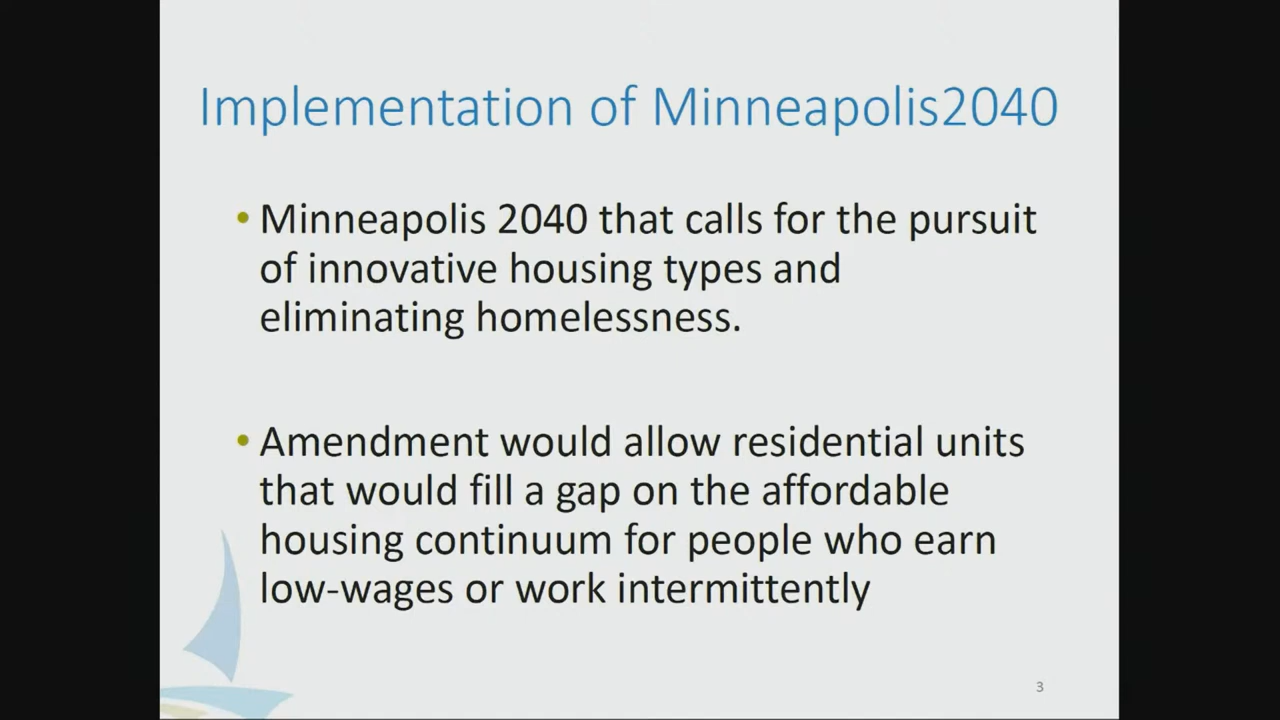 Implementation of Minneapolis2040
• Minneapolis 2040 that calls for the pursuit
of innovative housing types and
eliminating homelessness.
• Amendment would allow residential units
that would fill a gap on the affordable
housing continuum for people who earn
low-wages or work intermittently
3